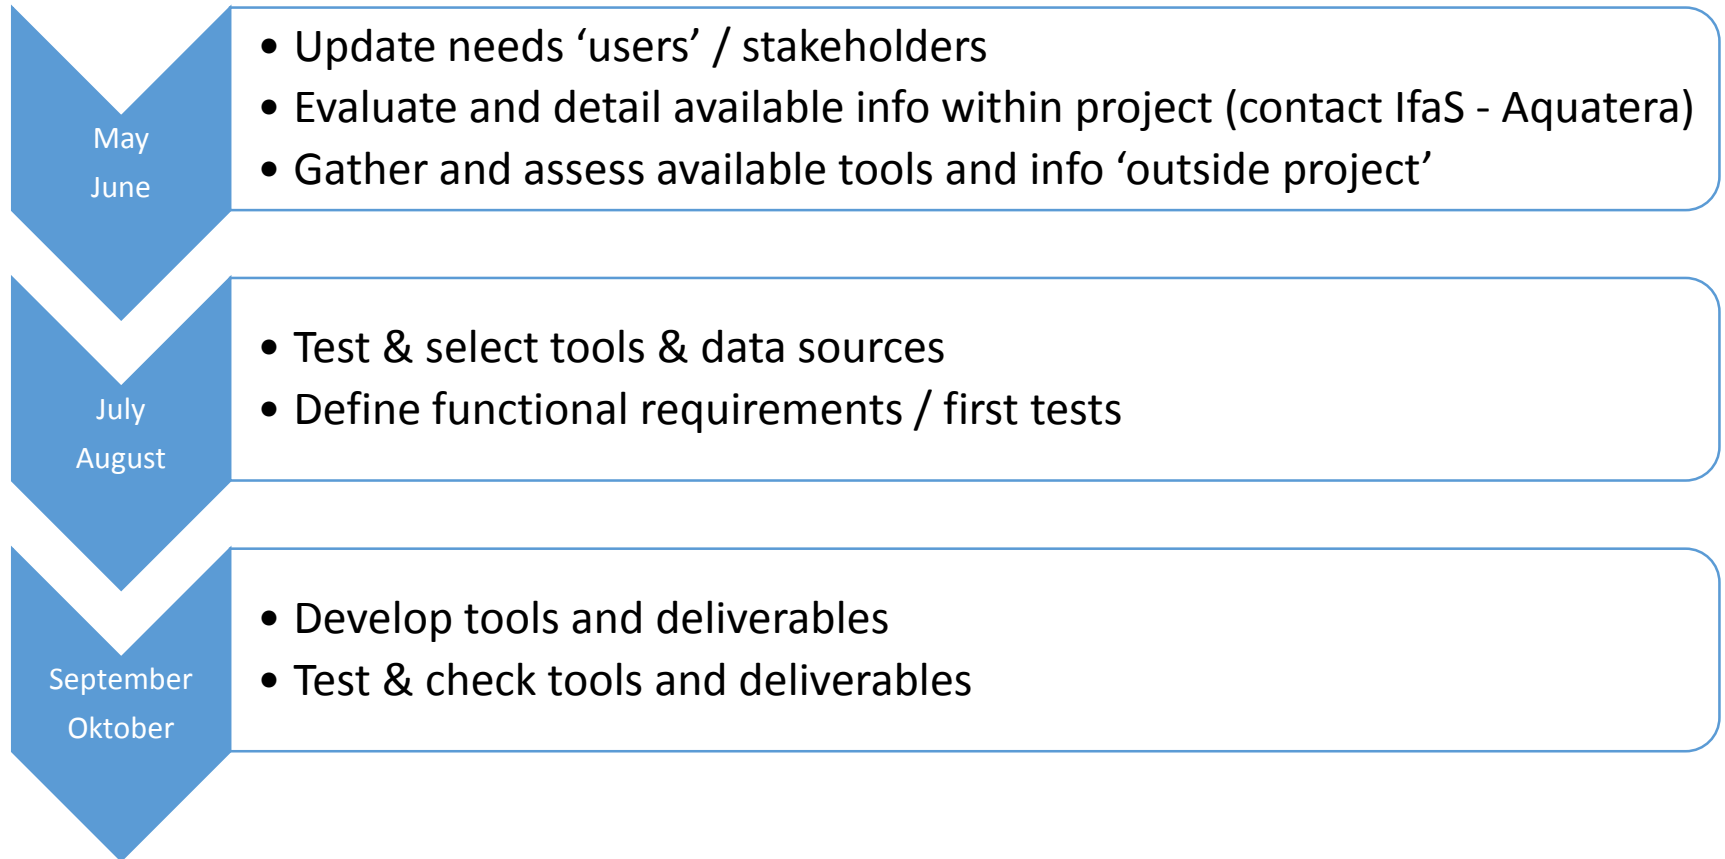 May
June
• Update needs ‘users’ / stakeholders
• Evaluate and detail available info within project (contact IfaS - Aquatera)
• Gather and assess available tools and info ‘outside project’
July
August
• Test & select tools & data sources
• Define functional requirements / first tests
September
Oktober
• Develop tools and deliverables
• Test & check tools and deliverables